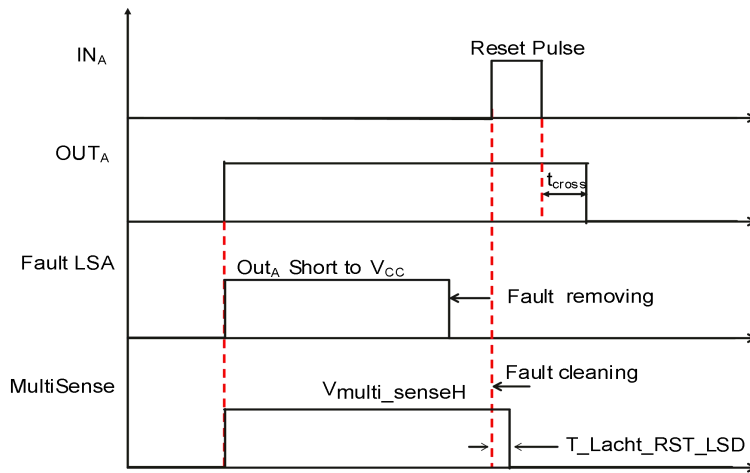 IN_A
Reset Pulse
OUT_A
t_cross
Fault LSA
Out_A Short to V_CC
Fault removing
Fault cleaning
MultiSense
V_multi_senseH
T_Lacht_RST_LSD